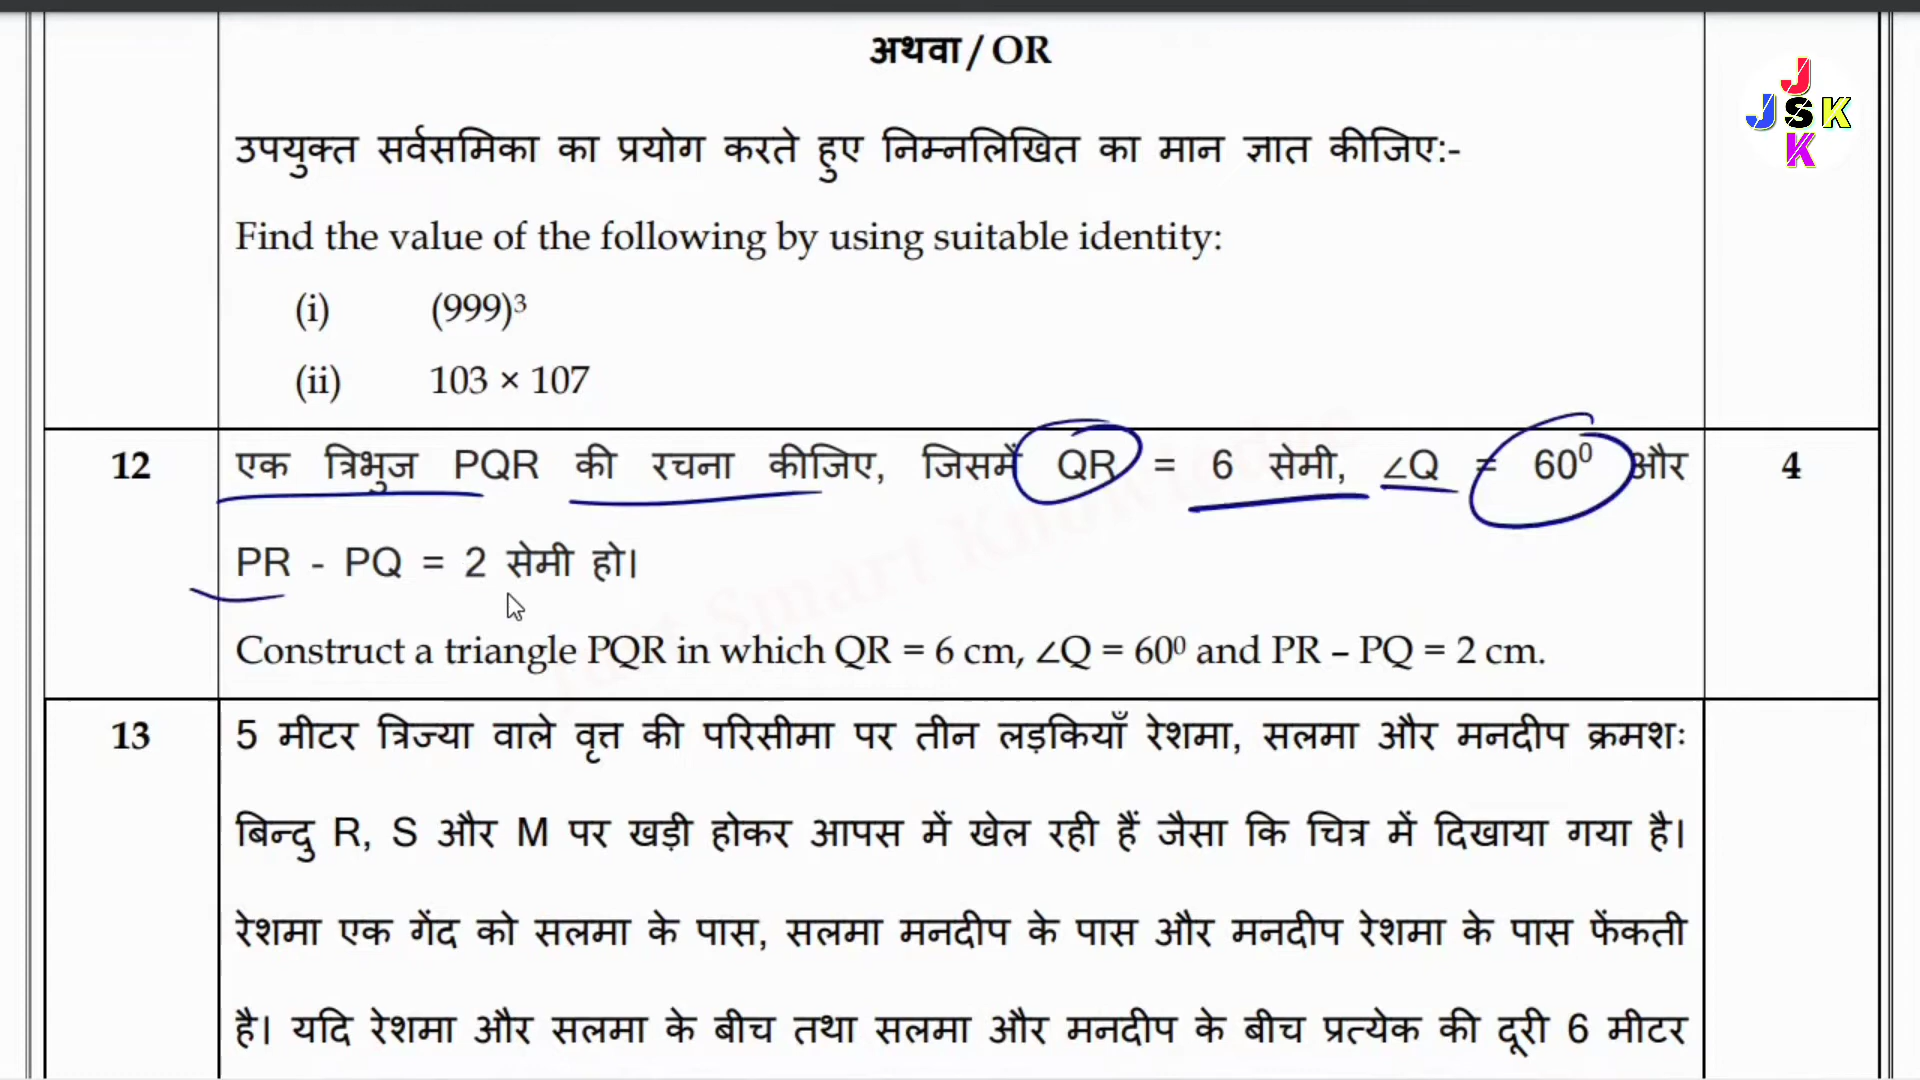 अथवा / OR
J
JSK
K
उपयुक्त सर्वसमिका का प्रयोग करते हुए निम्नलिखित का मान ज्ञात कीजिए:-
Find the value of the following by using suitable identity:
(i) (999)³
(ii) 103 × 107
12 एक त्रिभुज PQR की रचना कीजिए, जिसमें QR = 6 सेमी, ∠Q = 60⁰ और 4
PR - PQ = 2 सेमी हो।
Construct a triangle PQR in which QR = 6 cm, ∠Q = 60⁰ and PR – PQ = 2 cm.
13 5 मीटर त्रिज्या वाले वृत्त की परिसीमा पर तीन लड़कियाँ रेशमा, सलमा और मनदीप क्रमशः
बिन्दु R, S और M पर खड़ी होकर आपस में खेल रही हैं जैसा कि चित्र में दिखाया गया है।
रेशमा एक गेंद को सलमा के पास, सलमा मनदीप के पास और मनदीप रेशमा के पास फेंकती
है। यदि रेशमा और सलमा के बीच तथा सलमा और मनदीप के बीच प्रत्येक की दूरी 6 मीटर